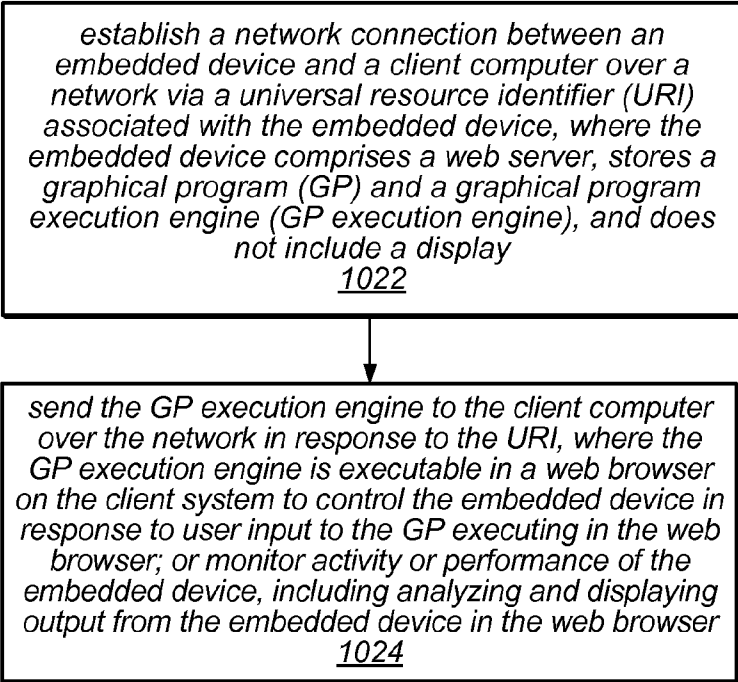 establish a network connection between an
embedded device and a client computer over a
network via a universal resource identifier (URI)
associated with the embedded device, where the
embedded device comprises a web server, stores a
graphical program (GP) and a graphical program
execution engine (GP execution engine), and does
not include a display
1022
send the GP execution engine to the client computer
over the network in response to the URI, where the
GP execution engine is executable in a web browser
on the client system to control the embedded device in
response to user input to the GP executing in the web
browser; or monitor activity or performance of the
embedded device, including analyzing and displaying
output from the embedded device in the web browser
1024